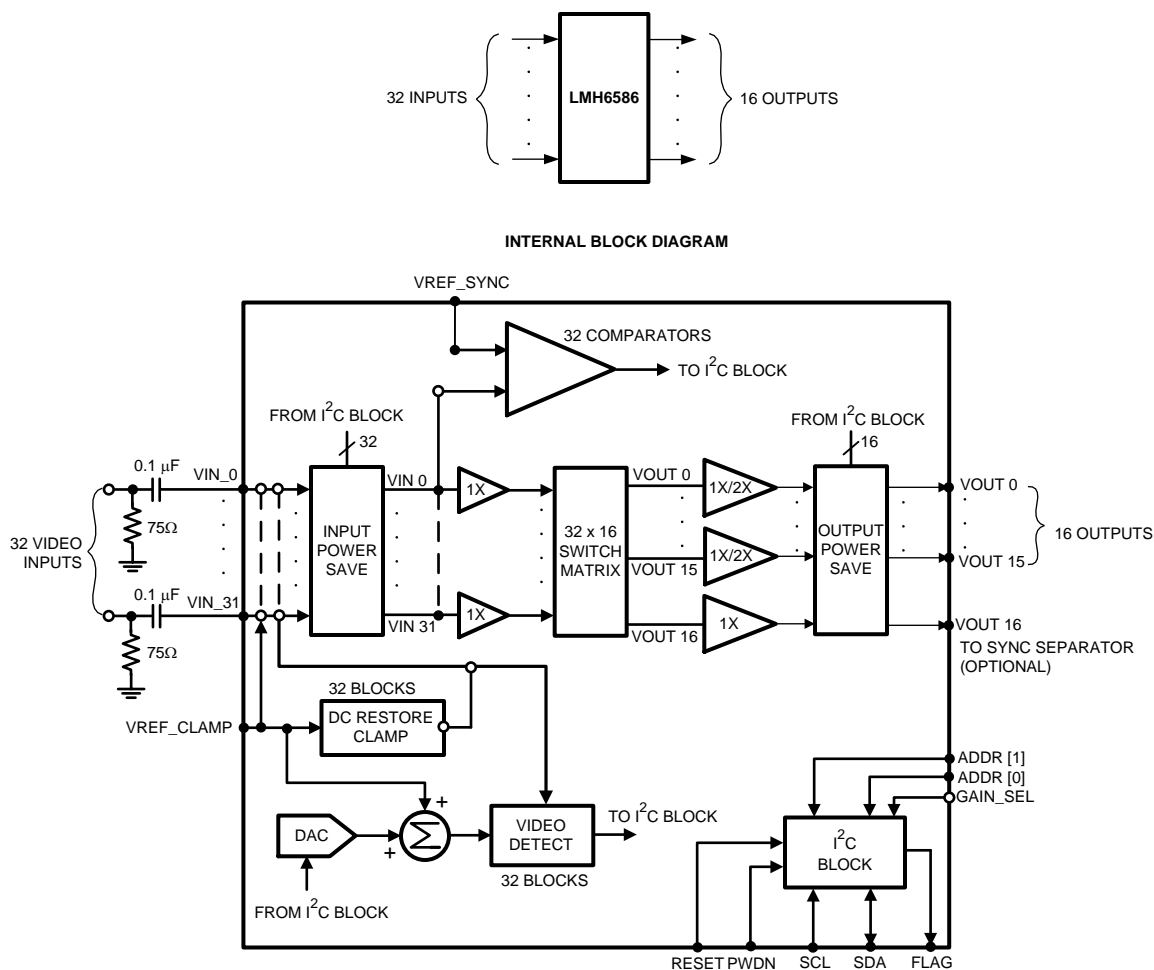 32 INPUTS
LMH6586
16 OUTPUTS
INTERNAL BLOCK DIAGRAM
VREF_SYNC
32 COMPARATORS
TO I²C BLOCK
FROM I²C BLOCK
32
FROM I²C BLOCK
16
0.1 µF
VIN_0
VIN 0
1X
VOUT 0
1X/2X
VOUT 0
75Ω
32 VIDEO
INPUTS
INPUT
POWER
SAVE
32 x 16
SWITCH
MATRIX
OUTPUT
POWER
SAVE
16 OUTPUTS
VOUT 15
1X/2X
VOUT 15
0.1 µF
VIN_31
VIN 31
1X
VOUT 16
1X
VOUT 16
TO SYNC SEPARATOR
(OPTIONAL)
75Ω
32 BLOCKS
VREF_CLAMP
DC RESTORE
CLAMP
ADDR [1]
ADDR [0]
GAIN_SEL
+
DAC
+
Σ
VIDEO
DETECT
TO I²C BLOCK
32 BLOCKS
I²C
BLOCK
FROM I²C BLOCK
RESET PWDN SCL SDA FLAG